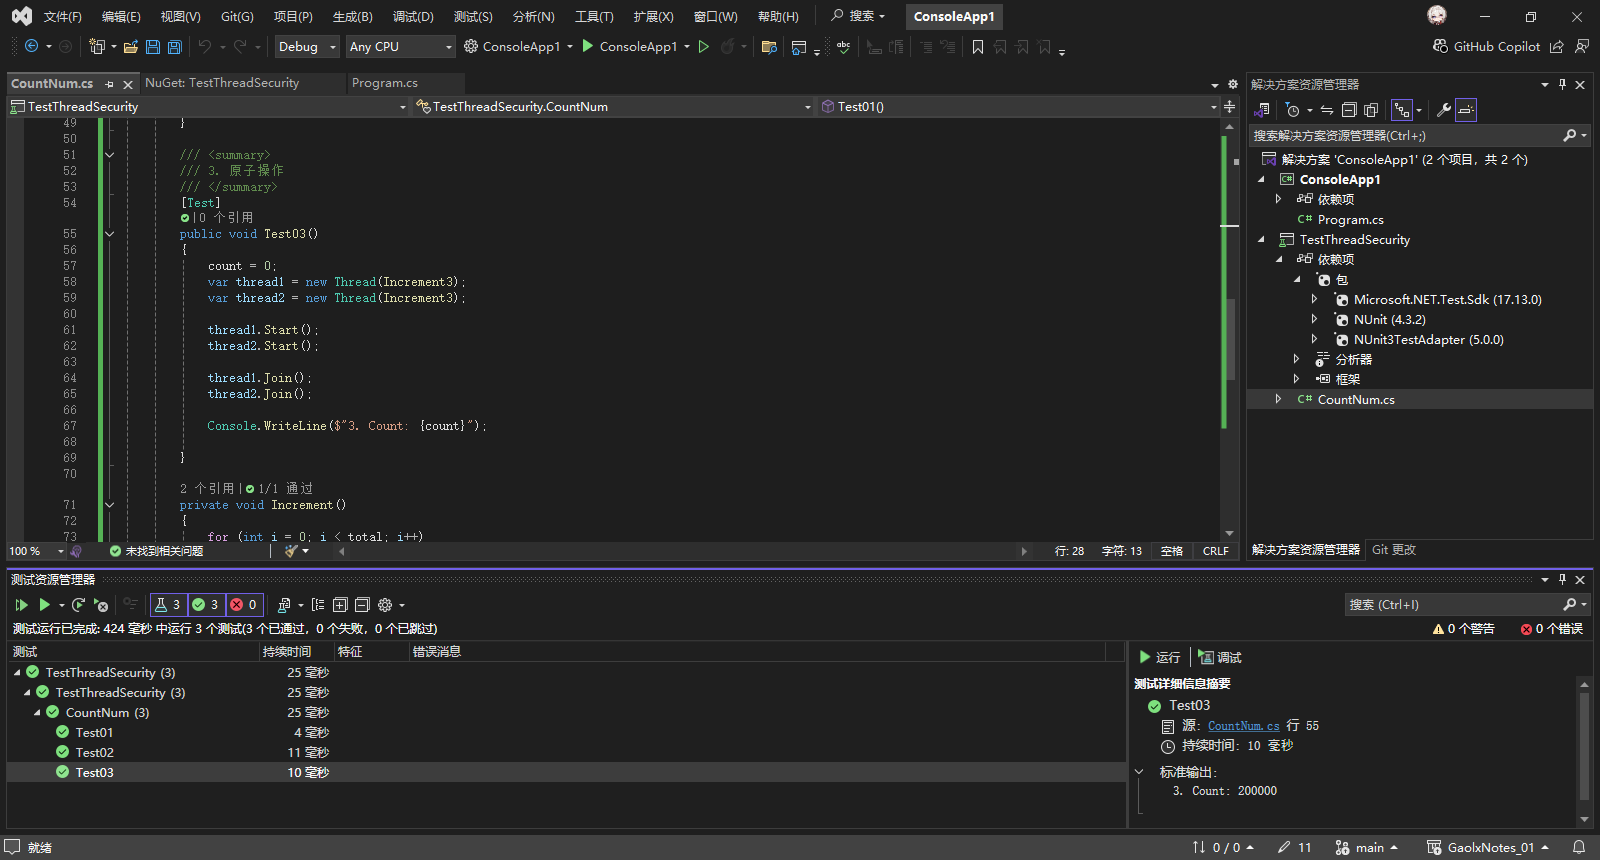 文件(F) 编辑(E) 视图(V) Git(G) 项目(P) 生成(B) 调试(D) 测试(S) 分析(N) 工具(T) 扩展(X) 窗口(W) 帮助(H) 搜索 ConsoleApp1
Debug Any CPU ConsoleApp1 ConsoleApp1 abc GitHub Copilot
CountNum.cs NuGet: TestThreadSecurity Program.cs
TestThreadSecurity TestThreadSecurity.CountNum Test01()
49 }
50
51 /// <summary>
52 /// 3. 原子操作
53 /// </summary>
54 [Test]
0 个引用
55 public void Test03()
56 {
57 count = 0;
58 var thread1 = new Thread(Increment3);
59 var thread2 = new Thread(Increment3);
60
61 thread1.Start();
62 thread2.Start();
63
64 thread1.Join();
65 thread2.Join();
66
67 Console.WriteLine($"3. Count: {count}");
68
69 }
70
2 个引用 | 1/1 通过
71 private void Increment()
72 {
73 for (int i = 0; i < total; i++)
100 % 未找到相关问题 行: 28 字符: 13 空格 CRLF
解决方案资源管理器
搜索解决方案资源管理器(Ctrl+;)
解决方案 'ConsoleApp1' (2 个项目，共 2 个)
C# ConsoleApp1
依赖项
C# Program.cs
TestThreadSecurity
依赖项
包
Microsoft.NET.Test.Sdk (17.13.0)
NUnit (4.3.2)
NUnit3TestAdapter (5.0.0)
分析器
框架
C# CountNum.cs
解决方案资源管理器 Git 更改
测试资源管理器
3 3 0 搜索 (Ctrl+I)
测试运行已完成: 424 毫秒 中运行 3 个测试(3 个已通过，0 个失败，0 个已跳过) 0 个警告 0 个错误
测试 持续时间 特征 错误消息
TestThreadSecurity (3) 25 毫秒
TestThreadSecurity (3) 25 毫秒
CountNum (3) 25 毫秒
Test01 4 毫秒
Test02 11 毫秒
Test03 10 毫秒
运行 调试
测试详细信息摘要
Test03
源: CountNum.cs 行 55
持续时间: 10 毫秒
标准输出:
3. Count: 200000
就绪 0 / 0 11 main GaolxNotes_01